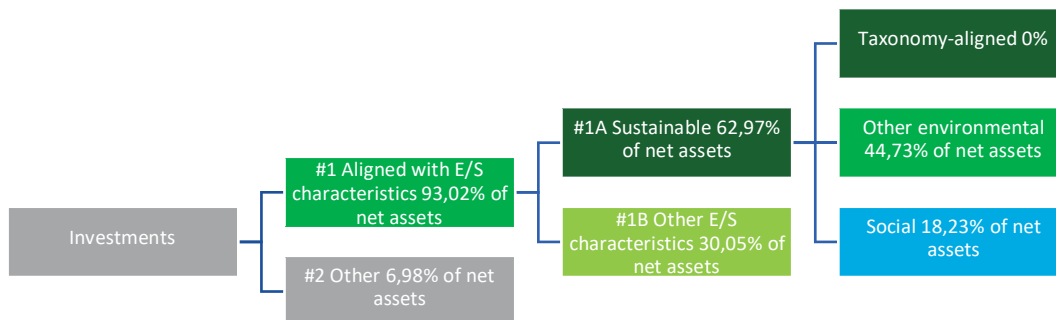 Taxonomy-aligned 0%
#1A Sustainable 62,97%
of net assets
Other environmental
44,73% of net assets
#1 Aligned with E/S
characteristics 93,02% of
net assets
Investments
#1B Other E/S
characteristics 30,05% of
net assets
Social 18,23% of net
assets
#2 Other 6,98% of net
assets